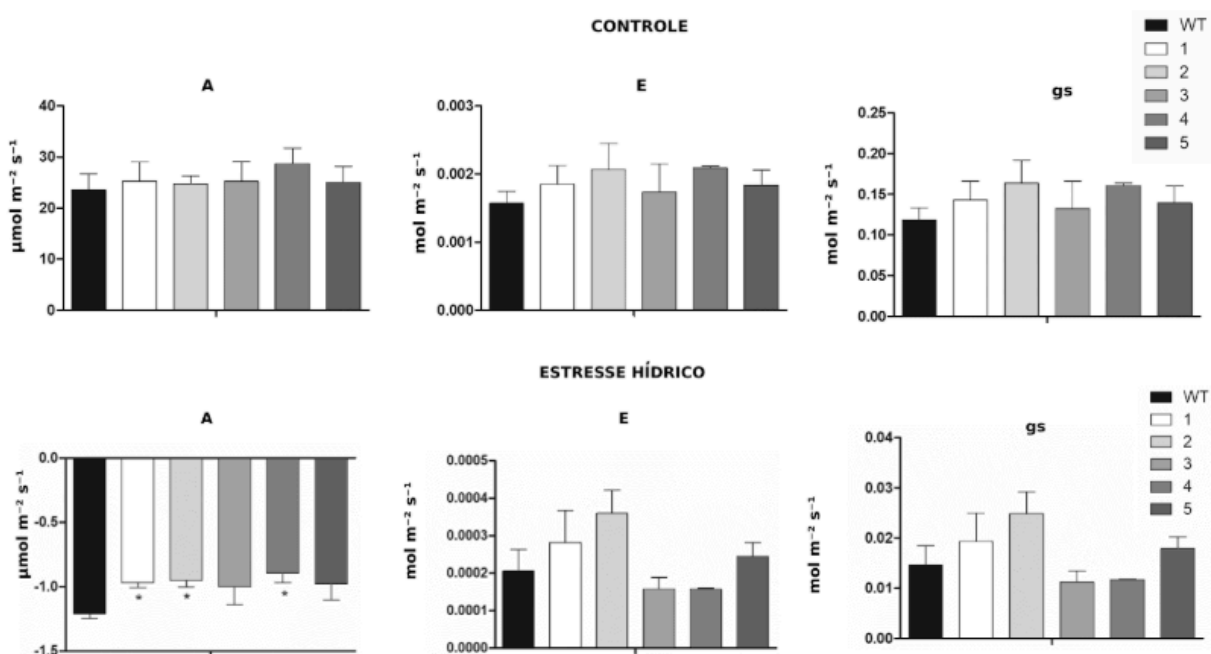 CONTROLE
WT
1
2
3
4
5
A
µmol m⁻² s⁻¹
40
30
20
10
0
E
mol m⁻² s⁻¹
0.003
0.002
0.001
0.000
gs
mol m⁻² s⁻¹
0.25
0.20
0.15
0.10
0.05
0.00
ESTRESSE HÍDRICO
A
µmol m⁻² s⁻¹
0.0
-0.5
-1.0
-1.5
* * *
E
mol m⁻² s⁻¹
0.0005
0.0004
0.0003
0.0002
0.0001
0.0000
gs
mol m⁻² s⁻¹
0.04
0.03
0.02
0.01
0.00
WT
1
2
3
4
5